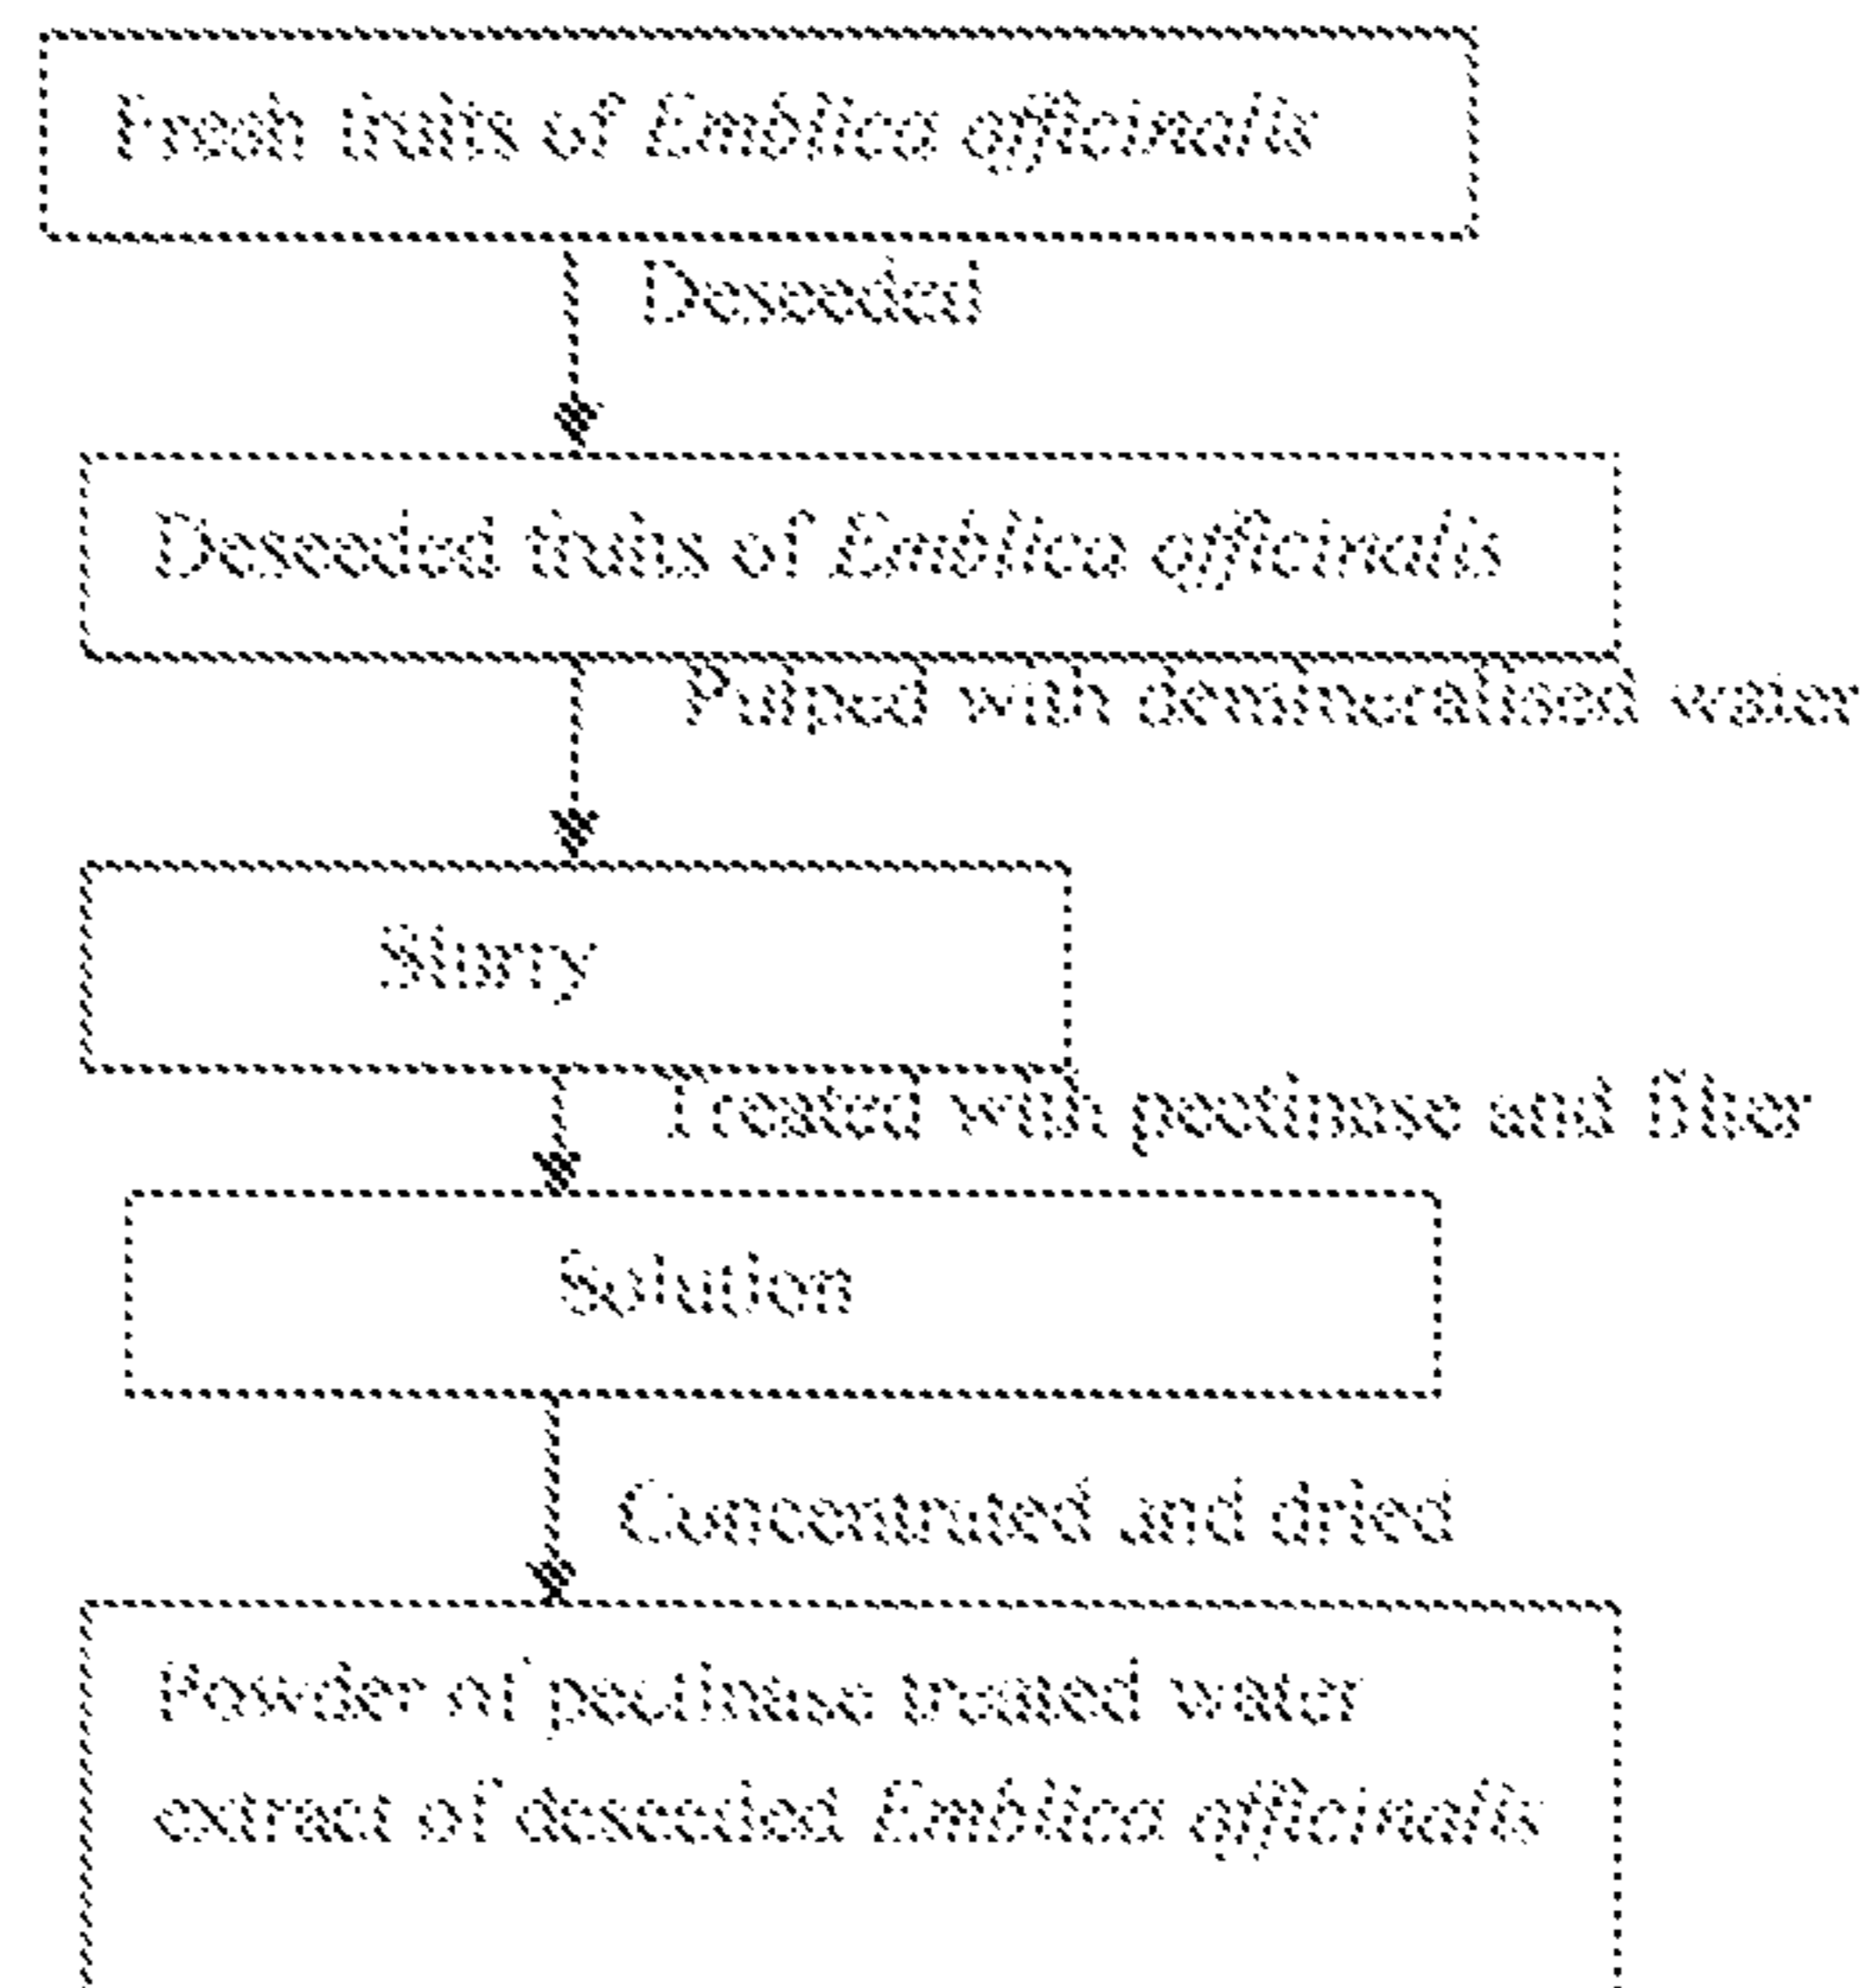 Fresh fruits of Emblica officinalis
Deseeded
Deseeded fruits of Emblica officinalis
Pulped with demineralised water
Slurry
Treated with pectinase and filter
Solution
Concentrated and dried
Powder of pectinase treated water
extract of deseeded Emblica officinalis